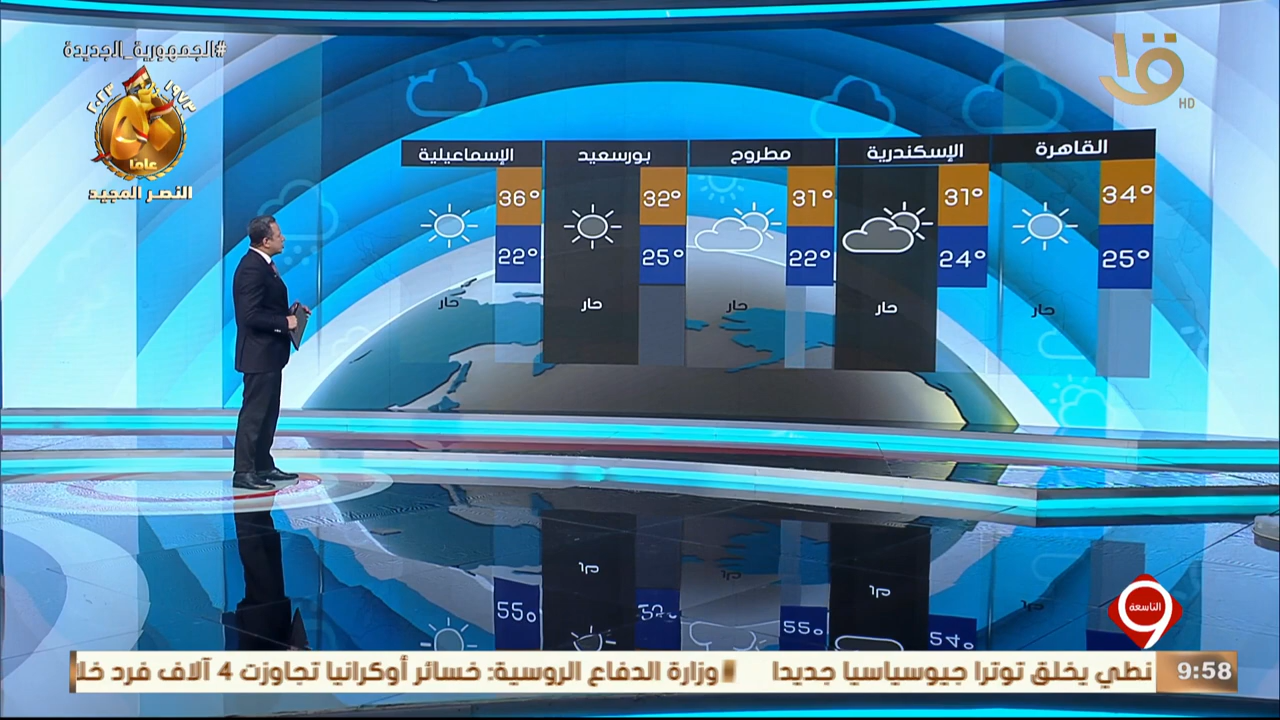 #الجمهورية_الجديدة
١٩٧٣ ٢٠٢٣
٥٠
عاما
النصر المجيد
HD
القاهرة
34°
25°
حار
الإسكندرية
31°
24°
حار
مطروح
31°
22°
حار
بورسعيد
32°
25°
حار
الإسماعيلية
36°
22°
حار
التاسعة
9
9:58
نطي يخلق توترا جيوسياسيا جديدا
وزارة الدفاع الروسية: خسائر أوكرانيا تجاوزت 4 آلاف فرد خلا